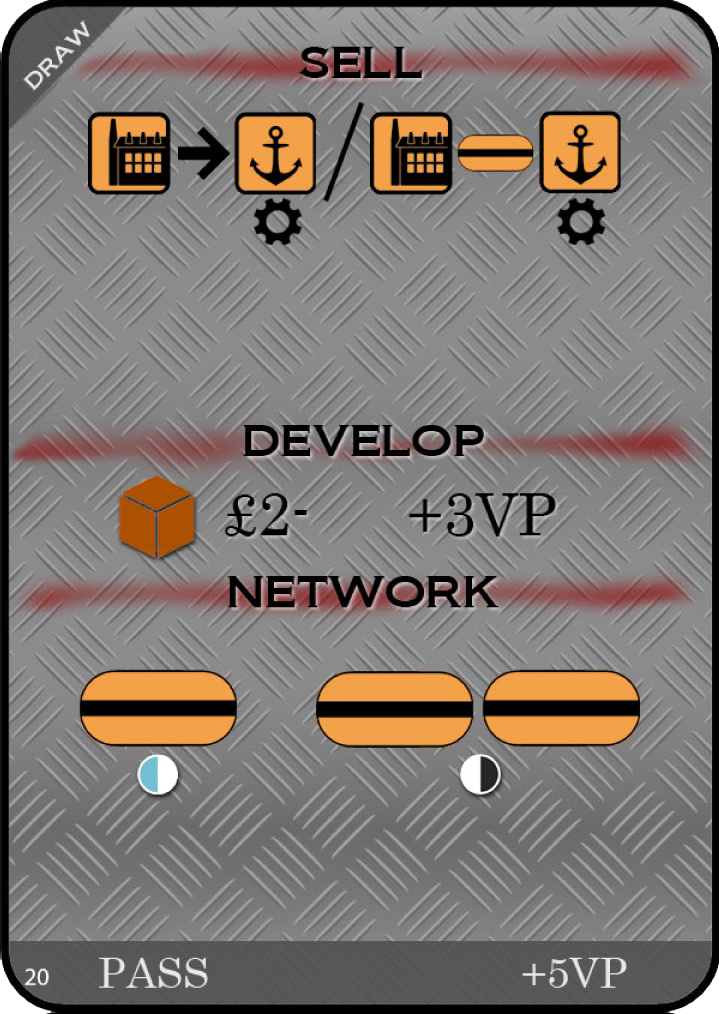 DRAW
SELL
DEVELOP
£2- +3VP
NETWORK
20 PASS +5VP